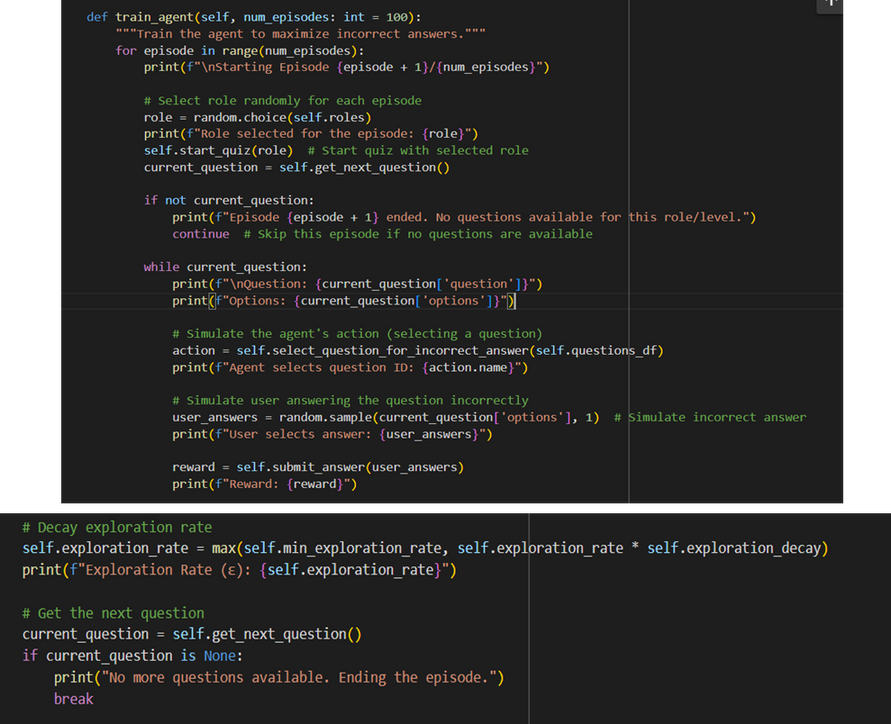 def train_agent(self, num_episodes: int = 100):
    """Train the agent to maximize incorrect answers."""
    for episode in range(num_episodes):
        print(f"\nStarting Episode {episode + 1}/{num_episodes}")

        # Select role randomly for each episode
        role = random.choice(self.roles)
        print(f"Role selected for the episode: {role}")
        self.start_quiz(role)  # Start quiz with selected role
        current_question = self.get_next_question()

        if not current_question:
            print(f"Episode {episode + 1} ended. No questions available for this role/level.")
            continue  # Skip this episode if no questions are available

        while current_question:
            print(f"\nQuestion: {current_question['question']}")
            print(f"Options: {current_question['options']}")

            # Simulate the agent's action (selecting a question)
            action = self.select_question_for_incorrect_answer(self.questions_df)
            print(f"Agent selects question ID: {action.name}")

            # Simulate user answering the question incorrectly
            user_answers = random.sample(current_question['options'], 1)  # Simulate incorrect answer
            print(f"User selects answer: {user_answers}")

            reward = self.submit_answer(user_answers)
            print(f"Reward: {reward}")

# Decay exploration rate
self.exploration_rate = max(self.min_exploration_rate, self.exploration_rate * self.exploration_decay)
print(f"Exploration Rate (ε): {self.exploration_rate}")

# Get the next question
current_question = self.get_next_question()
if current_question is None:
    print("No more questions available. Ending the episode.")
    break